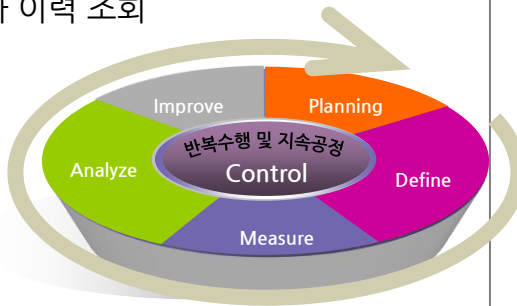 이력 조회
Improve
Planning
반복수행 및 지속공정
Analyze
Control
Define
Measure